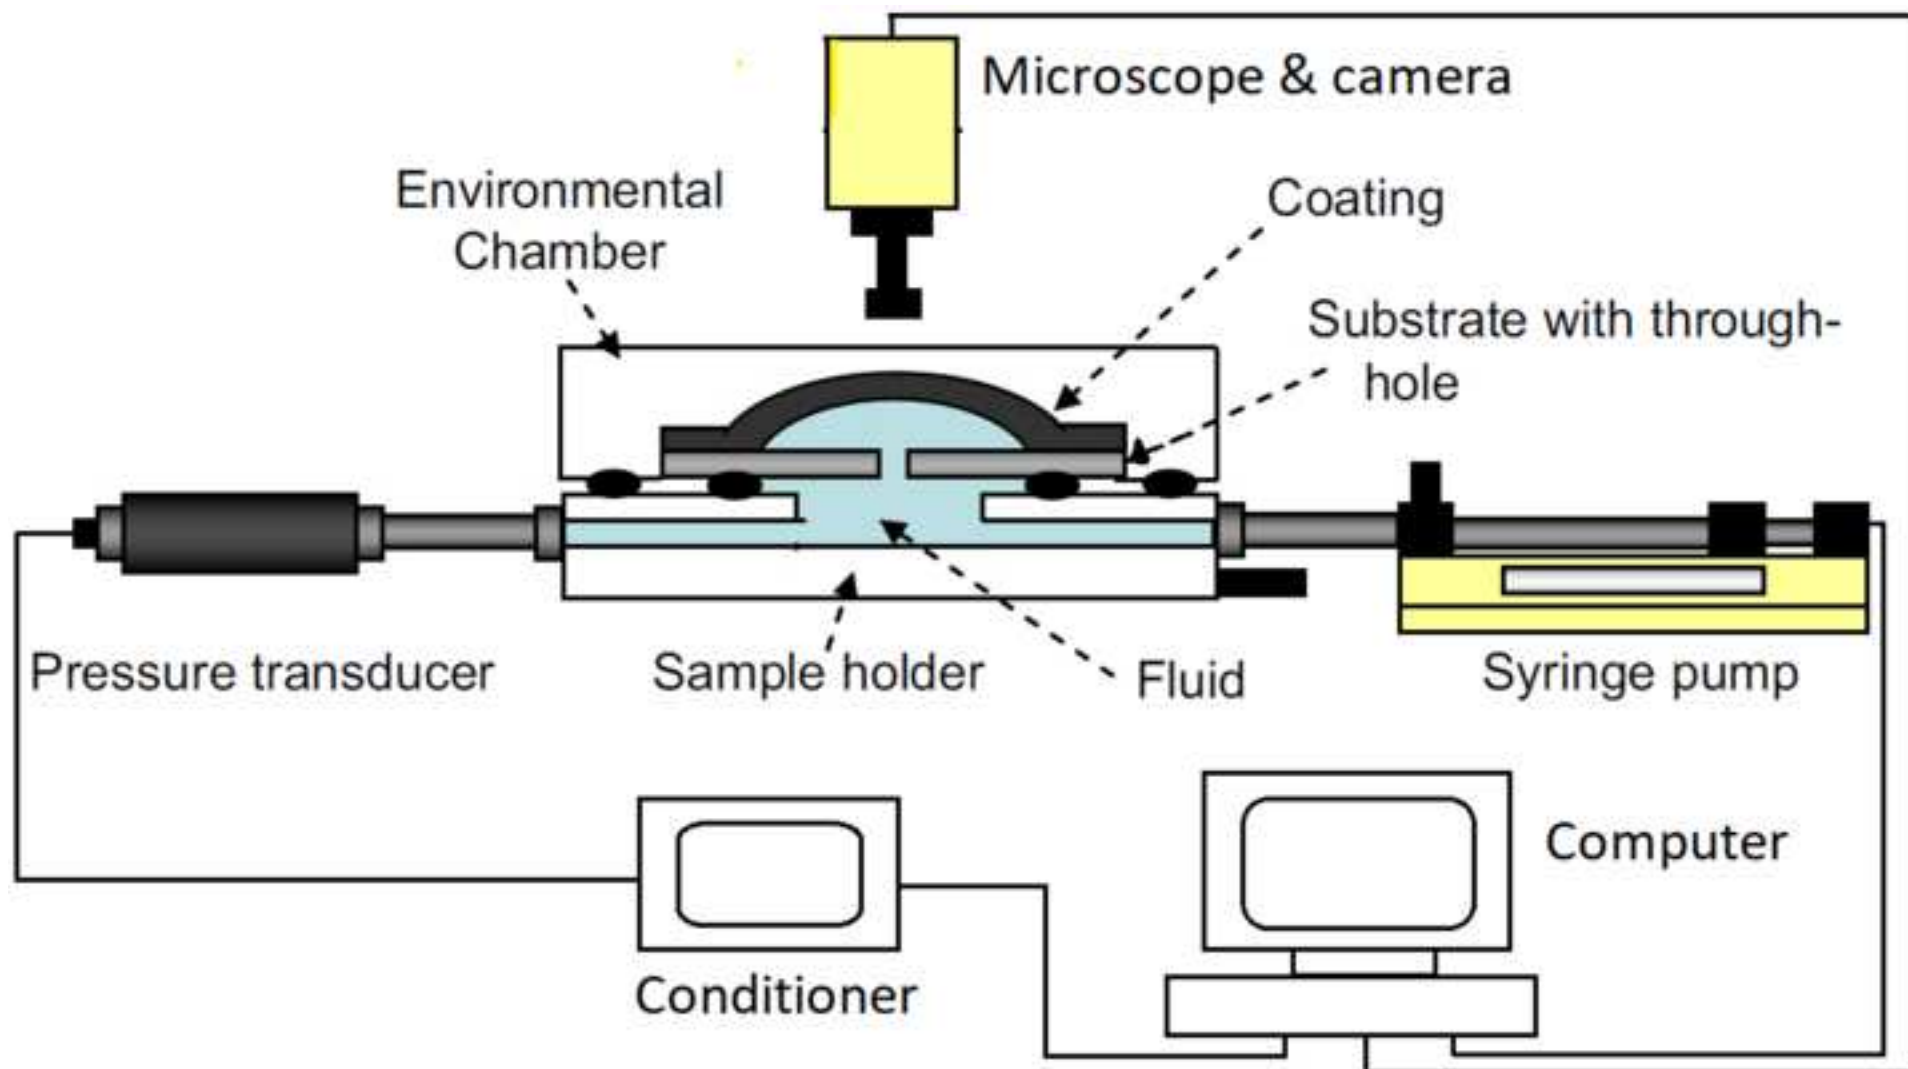 Microscope & camera
Environmental
Chamber
Coating
Substrate with through-
hole
Pressure transducer
Sample holder
Fluid
Syringe pump
Computer
Conditioner